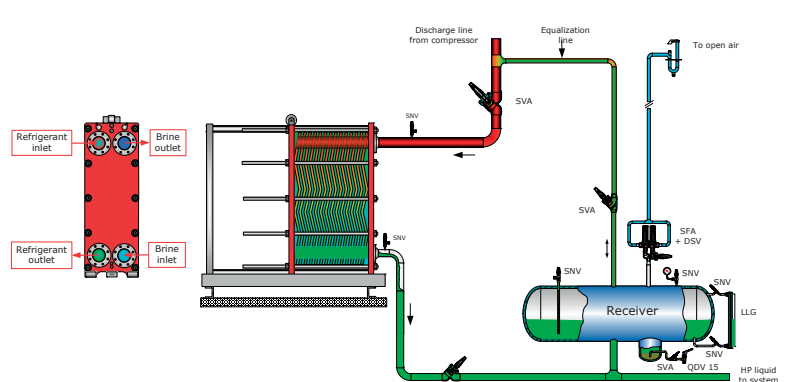 Discharge line
from compressor
Equalization
line
To open air
SVA
SNV
Refrigerant
inlet
Brine
outlet
SVA
SNV
SFA
+ DSV
Refrigerant
outlet
Brine
inlet
SNV
SNV
SNV
Receiver
LLG
SNV
SVA
QDV 15
HP liquid
to system